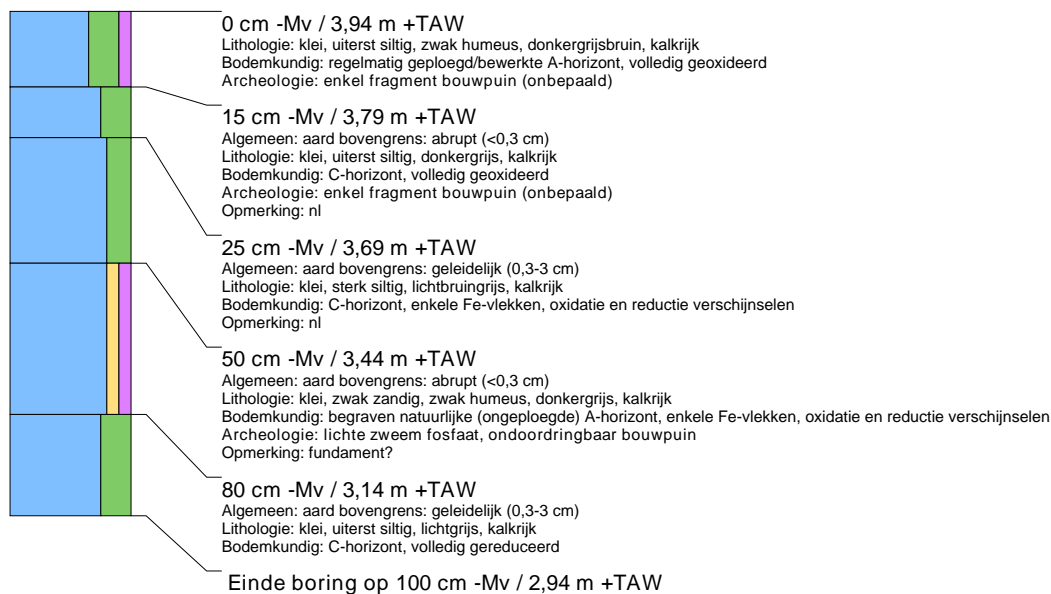 0 cm -Mv / 3,94 m +TAW
Lithologie: klei, uiterst siltig, zwak humeus, donkergrijsbruin, kalkrijk
Bodemkundig: regelmatig geploegd/bewerkte A-horizont, volledig geoxideerd
Archeologie: enkel fragment bouwpuin (onbepaald)
15 cm -Mv / 3,79 m +TAW
Algemeen: aard bovengrens: abrupt (<0,3 cm)
Lithologie: klei, uiterst siltig, donkergrijs, kalkrijk
Bodemkundig: C-horizont, volledig geoxideerd
Archeologie: enkel fragment bouwpuin (onbepaald)
Opmerking: nl
25 cm -Mv / 3,69 m +TAW
Algemeen: aard bovengrens: geleidelijk (0,3-3 cm)
Lithologie: klei, sterk siltig, lichtbruingrijs, kalkrijk
Bodemkundig: C-horizont, enkele Fe-vlekken, oxidatie en reductie verschijnselen
Opmerking: nl
50 cm -Mv / 3,44 m +TAW
Algemeen: aard bovengrens: abrupt (<0,3 cm)
Lithologie: klei, zwak zandig, zwak humeus, donkergrijs, kalkrijk
Bodemkundig: begraven natuurlijke (ongeploegde) A-horizont, enkele Fe-vlekken, oxidatie en reductie verschijnselen
Archeologie: lichte zweem fosfaat, ondoordringbaar bouwpuin
Opmerking: fundament?
80 cm -Mv / 3,14 m +TAW
Algemeen: aard bovengrens: geleidelijk (0,3-3 cm)
Lithologie: klei, uiterst siltig, lichtgrijs, kalkrijk
Bodemkundig: C-horizont, volledig gereduceerd
Einde boring op 100 cm -Mv / 2,94 m +TAW